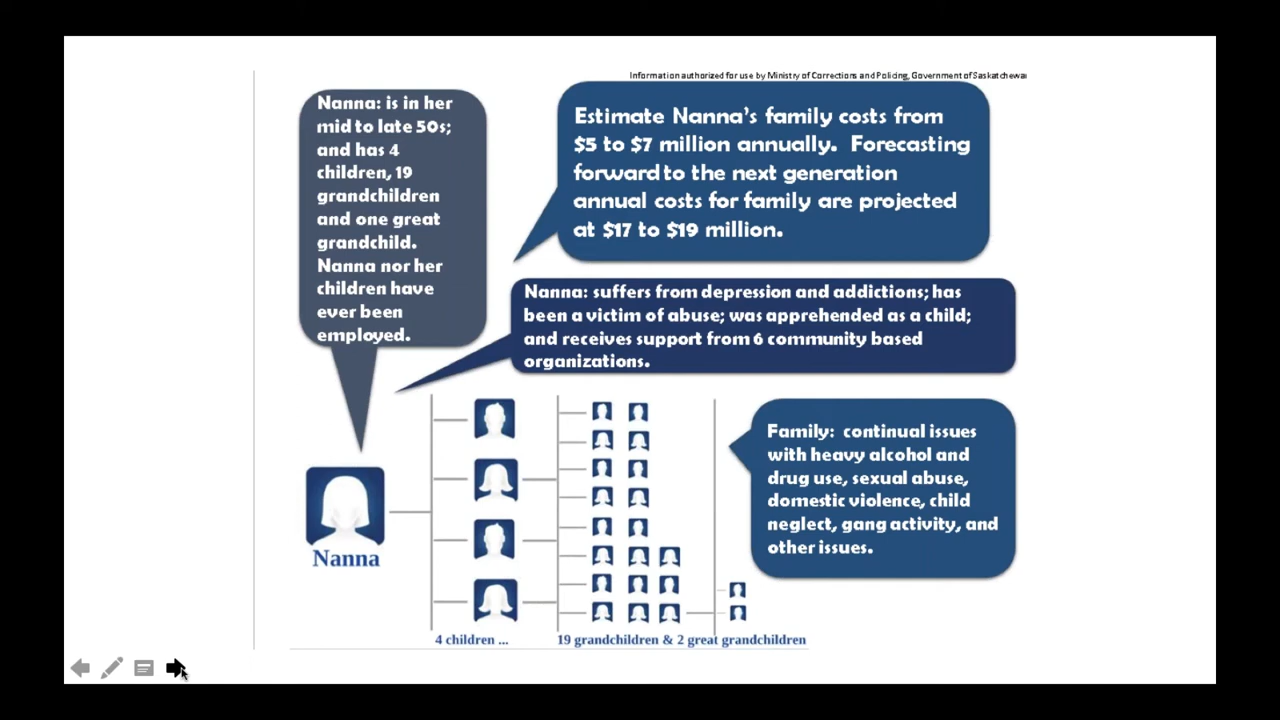 Information authorized for use by Ministry of Corrections and Policing, Government of Saskatchewan
Nanna: is in her
mid to late 50s;
and has 4
children, 19
grandchildren
and one great
grandchild.
Nanna nor her
children have
ever been
employed.
Estimate Nanna's family costs from
$5 to $7 million annually. Forecasting
forward to the next generation
annual costs for family are projected
at $17 to $19 million.
Nanna: suffers from depression and addictions; has
been a victim of abuse; was apprehended as a child;
and receives support from 6 community based
organizations.
Family: continual issues
with heavy alcohol and
drug use, sexual abuse,
domestic violence, child
neglect, gang activity, and
other issues.
Nanna
4 children ...
19 grandchildren & 2 great grandchildren